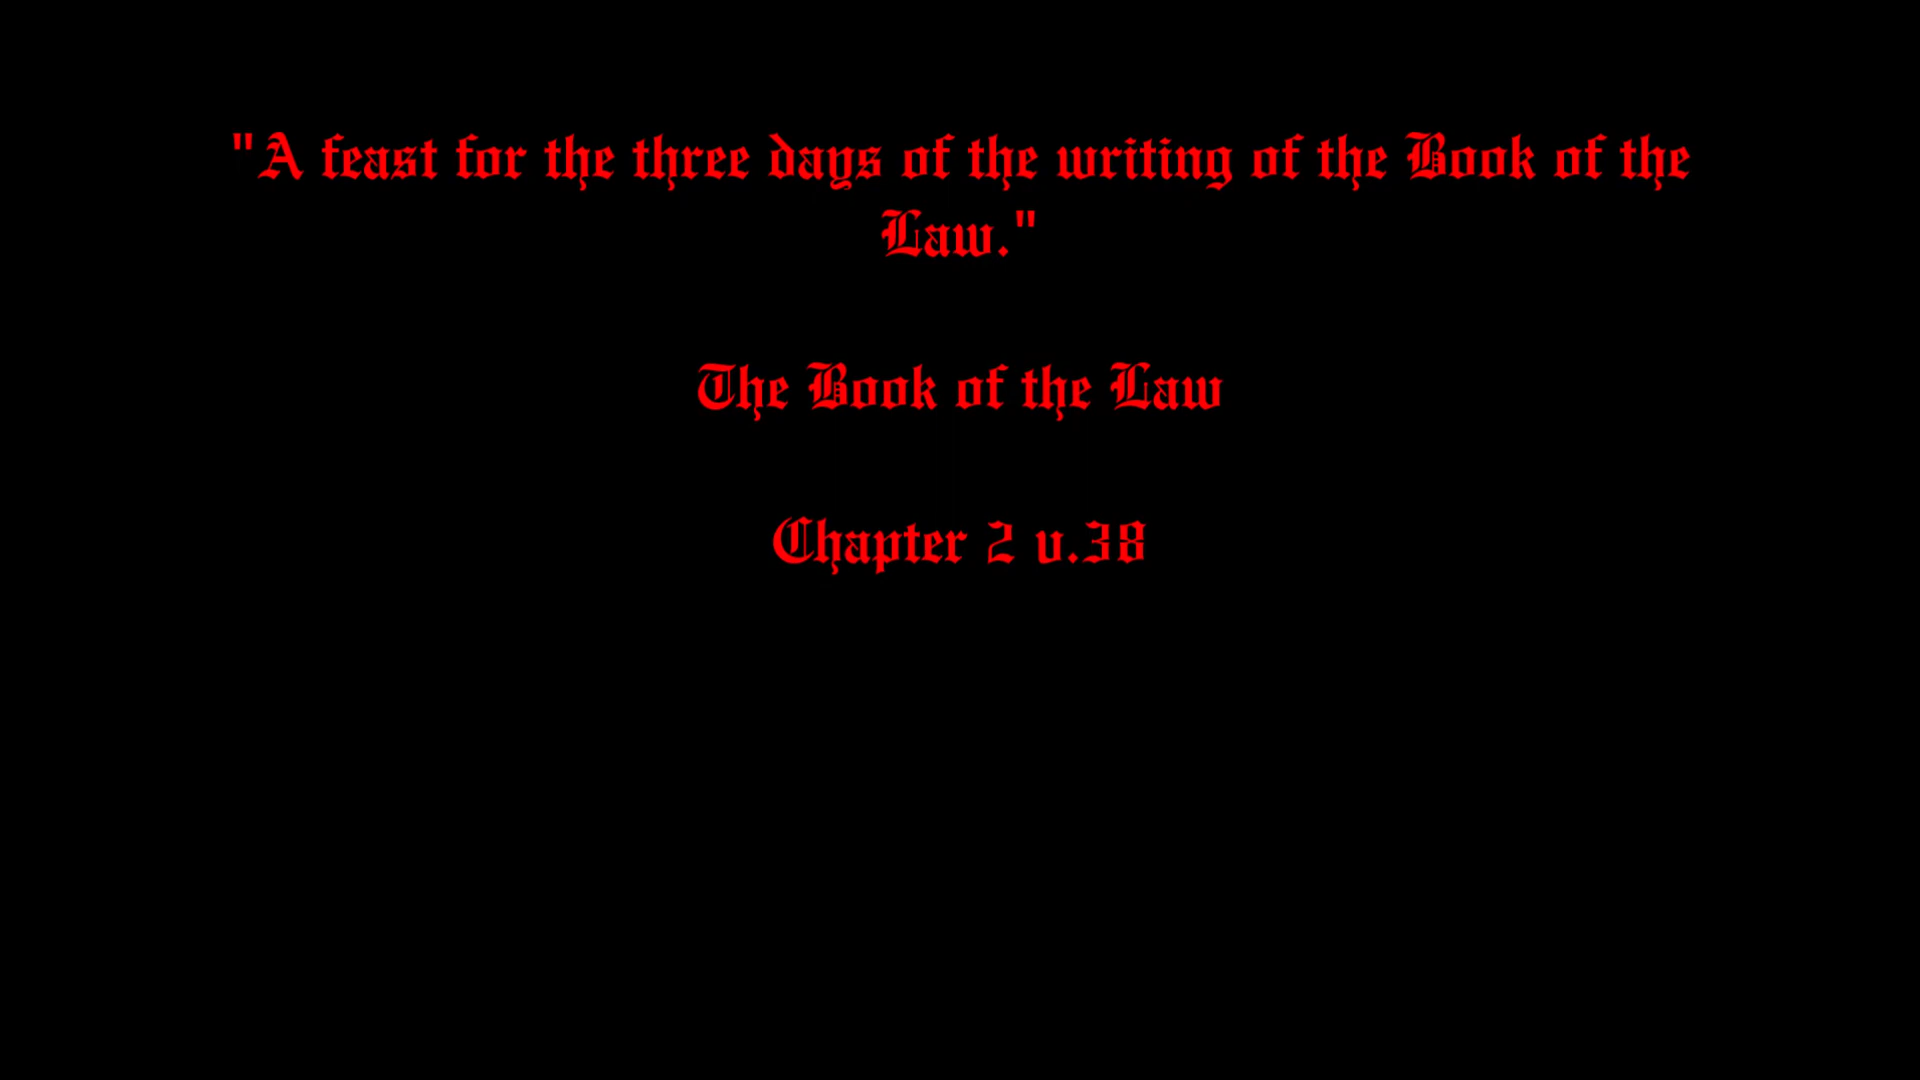 "A feast for the three days of the writing of the Book of the
Law."
The Book of the Law
Chapter 2 v.38